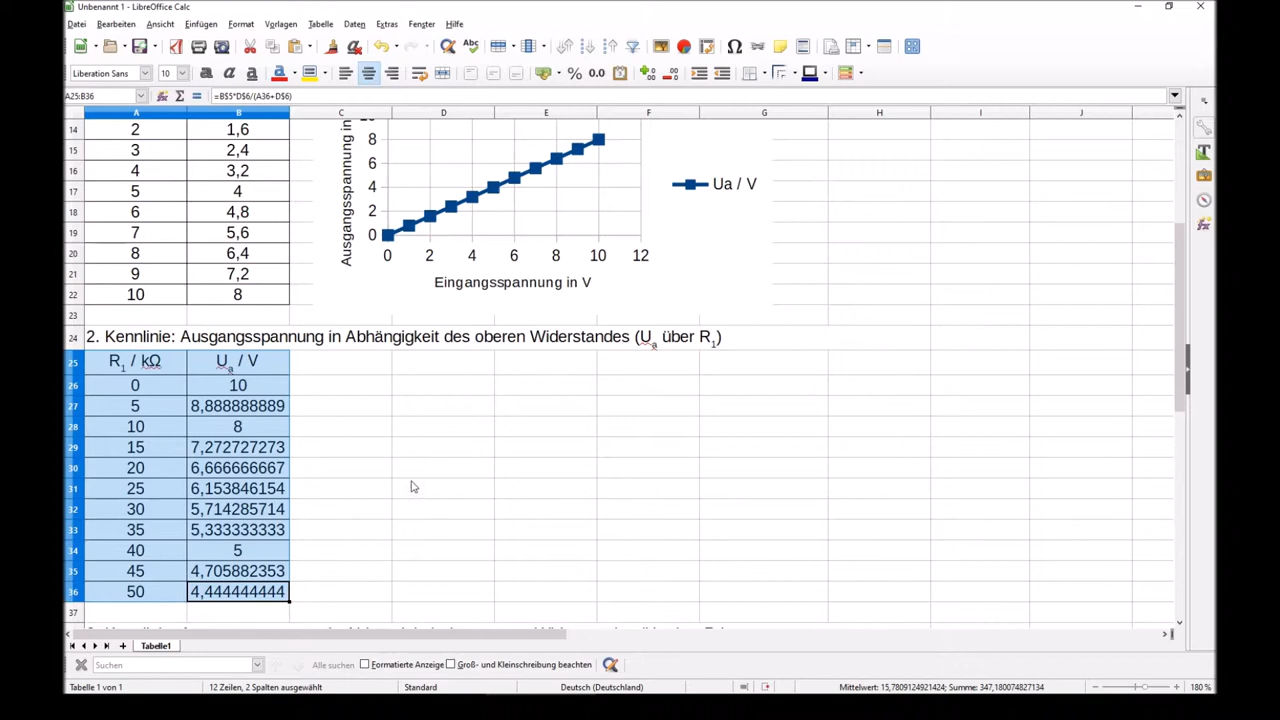 Unbenannt 1 - LibreOffice Calc
Datei Bearbeiten Ansicht Einfügen Format Vorlagen Tabelle Daten Extras Fenster Hilfe
Liberation Sans 10
A25:B36 =B$5*D$6/(A36+D$6)
A B C D E F G H I J
14 2 1,6
15 3 2,4
16 4 3,2
17 5 4
18 6 4,8
19 7 5,6
20 8 6,4
21 9 7,2
22 10 8
Ausgangsspannung in
8
6
4
2
0
0 2 4 6 8 10 12
Eingangsspannung in V
Ua / V
23
24 2. Kennlinie: Ausgangsspannung in Abhängigkeit des oberen Widerstandes (Ua über R1)
25 R1 / kΩ Ua / V
26 0 10
27 5 8,888888889
28 10 8
29 15 7,272727273
30 20 6,666666667
31 25 6,153846154
32 30 5,714285714
33 35 5,333333333
34 40 5
35 45 4,705882353
36 50 4,444444444
37
Tabelle1
Suchen Alle suchen Formatierte Anzeige Groß- und Kleinschreibung beachten
Tabelle 1 von 1 12 Zeilen, 2 Spalten ausgewählt Standard Deutsch (Deutschland) Mittelwert: 15,7809124921424; Summe: 347,180074827134 180 %